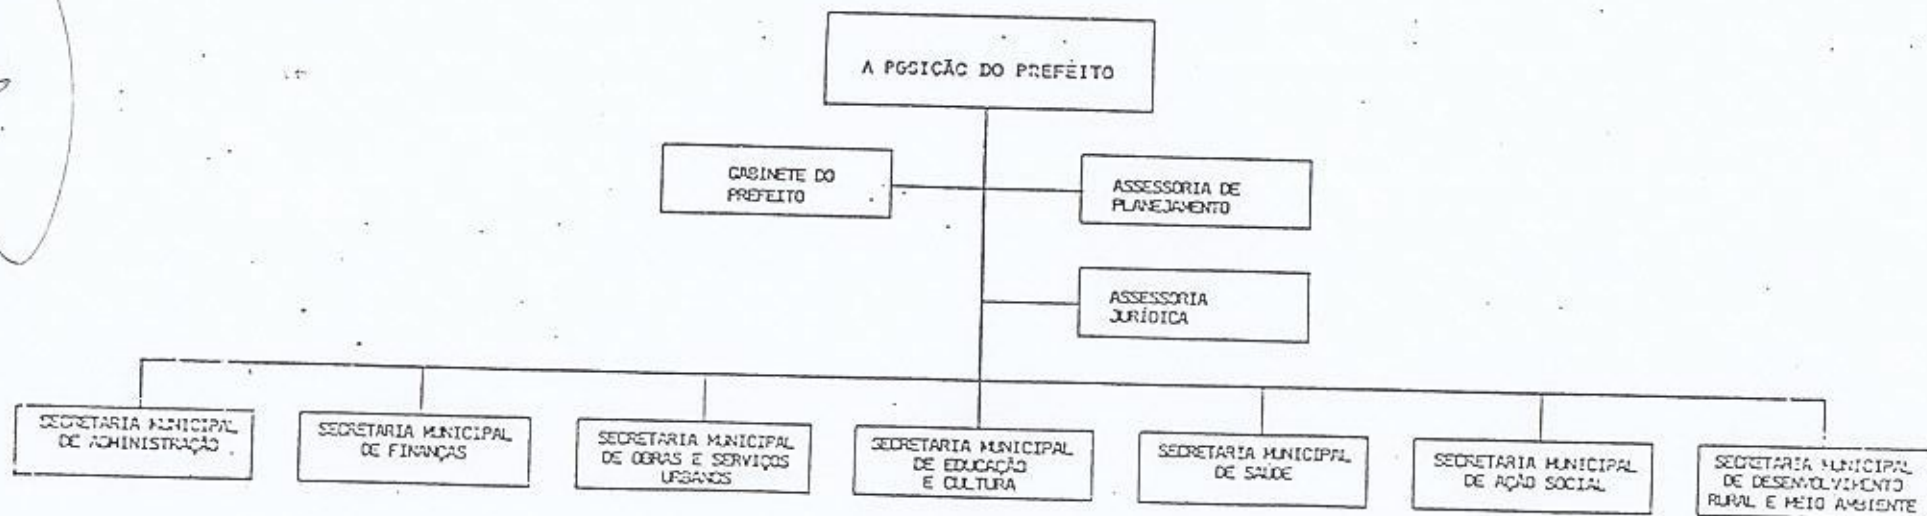 A POSIÇÃO DO PREFEITO
GABINETE DO
PREFEITO
ASSESSORIA DE
PLANEJAMENTO
ASSESSORIA
JURÍDICA
SECRETARIA MUNICIPAL
DE ADMINISTRAÇÃO
SECRETARIA MUNICIPAL
DE FINANÇAS
SECRETARIA MUNICIPAL
DE OBRAS E SERVIÇOS
URBANOS
SECRETARIA MUNICIPAL
DE EDUCAÇÃO
E CULTURA
SECRETARIA MUNICIPAL
DE SAÚDE
SECRETARIA MUNICIPAL
DE AÇÃO SOCIAL
SECRETARIA MUNICIPAL
DE DESENVOLVIMENTO
RURAL E MEIO AMBIENTE